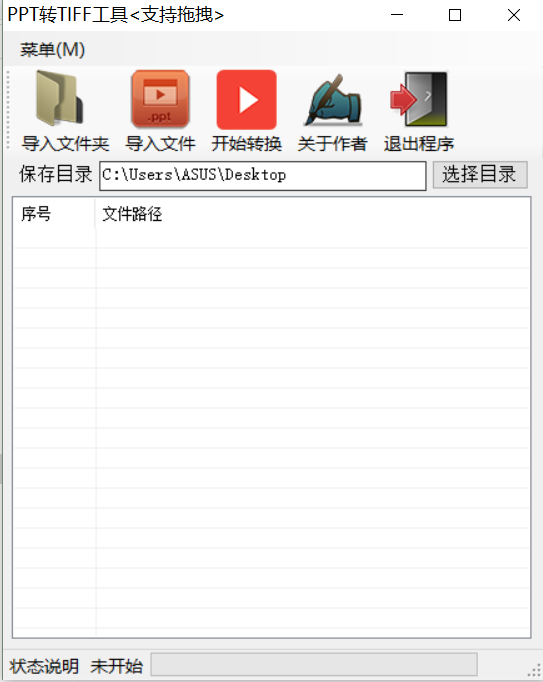 PPT转TIFF工具<支持拖拽>
菜单(M)
.ppt
导入文件夹 导入文件 开始转换 关于作者 退出程序
保存目录 C:\Users\ASUS\Desktop 选择目录
序号 文件路径
状态说明 未开始